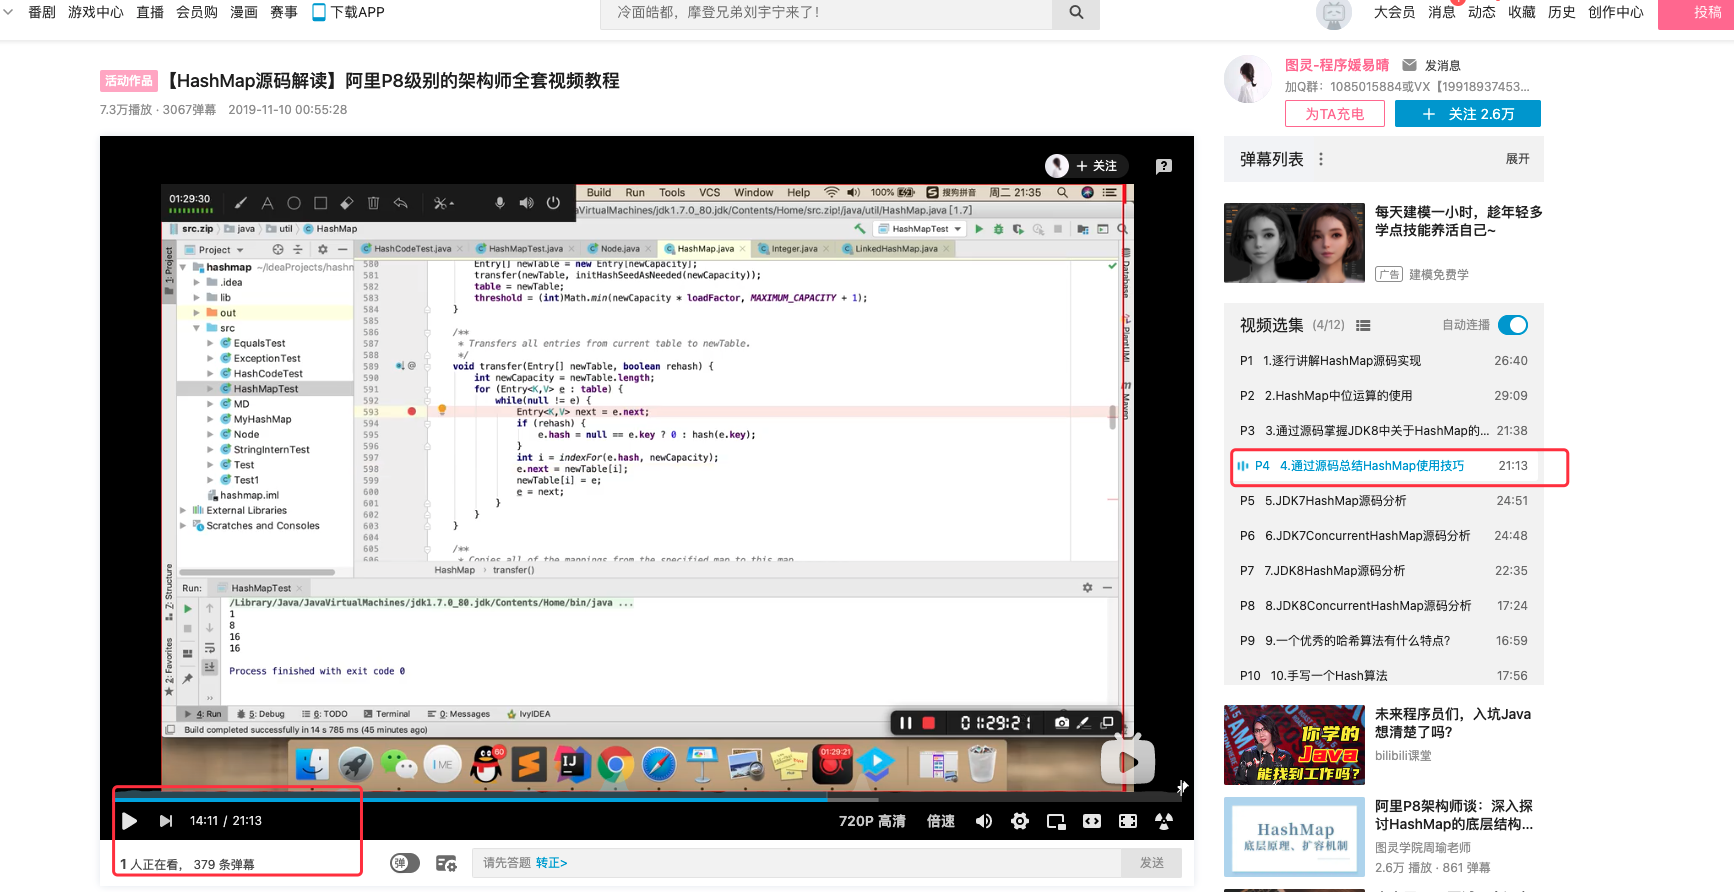 番剧 游戏中心 直播 会员购 漫画 赛事 下载APP
冷面皓都，摩登兄弟刘宇宁来了!
大会员 消息 动态 收藏 历史 创作中心 投稿
活动作品 【HashMap源码解读】阿里P8级别的架构师全套视频教程
7.3万播放 · 3067弹幕 2019-11-10 00:55:28
图灵-程序媛易晴 发消息
加Q群：1085015884或VX【19918937453...
为TA充电
+ 关注 2.6万
+ 关注
01:29:30
Build Run Tools VCS Window Help 100% 搜狗拼音 周二 21:35
aVirtualMachines/jdk1.7.0_80.jdk/Contents/Home/src.zip!/java/util/HashMap.java [1.7]
src.zip java util HashMap
HashMapTest
Project
HashCodeTest.java HashMapTest.java Node.java HashMap.java Integer.java LinkedHashMap.java
1: Project
Database
PlantUML
Maven
hashmap ~/IdeaProjects/hashm
.idea
lib
out
src
EqualsTest
ExceptionTest
HashCodeTest
HashMapTest
MD
MyHashMap
Node
StringInternTest
Test
Test1
hashmap.iml
External Libraries
Scratches and Consoles
580 Entry[] newTable = new Entry[newCapacity];
581 transfer(newTable, initHashSeedAsNeeded(newCapacity));
582 table = newTable;
583 threshold = (int)Math.min(newCapacity * loadFactor, MAXIMUM_CAPACITY + 1);
584 }
585
586 /**
587 * Transfers all entries from current table to newTable.
588 */
589 @ void transfer(Entry[] newTable, boolean rehash) {
590 int newCapacity = newTable.length;
591 for (Entry<K,V> e : table) {
592 while(null != e) {
593 Entry<K,V> next = e.next;
594 if (rehash) {
595 e.hash = null == e.key ? 0 : hash(e.key);
596 }
597 int i = indexFor(e.hash, newCapacity);
598 e.next = newTable[i];
599 newTable[i] = e;
600 e = next;
601 }
602 }
603 }
604
605 /**
606 * Copies all of the mappings from the specified map to this map.
HashMap › transfer()
Z: Structure
2: Favorites
Run: HashMapTest
/Library/Java/JavaVirtualMachines/jdk1.7.0_80.jdk/Contents/Home/bin/java ...
1
8
16
16
Process finished with exit code 0
4: Run 5: Debug 6: TODO Terminal 0: Messages IvyIDEA
Build completed successfully in 14 s 785 ms (45 minutes ago)
01:29:21
ME
60
IJ
01:29:21
14:11 / 21:13
720P 高清 倍速
1 人正在看， 379 条弹幕
弹
请先答题 转正>
发送
弹幕列表
展开
每天建模一小时，趁年轻多
学点技能养活自己~
广告 建模免费学
视频选集 (4/12) 自动连播
P1 1.逐行讲解HashMap源码实现 26:40
P2 2.HashMap中位运算的使用 29:09
P3 3.通过源码掌握JDK8中关于HashMap的... 21:38
P4 4.通过源码总结HashMap使用技巧 21:13
P5 5.JDK7HashMap源码分析 24:51
P6 6.JDK7ConcurrentHashMap源码分析 24:48
P7 7.JDK8HashMap源码分析 22:35
P8 8.JDK8ConcurrentHashMap源码分析 17:24
P9 9.一个优秀的哈希算法有什么特点? 16:59
P10 10.手写一个Hash算法 17:56
你学的
Java
能找到工作吗?
未来程序员们，入坑Java
想清楚了吗?
bilibili课堂
HashMap
底层原理、扩容机制
阿里P8架构师谈：深入探
讨HashMap的底层结构...
图灵学院周瑜老师
2.6万 播放 · 861 弹幕